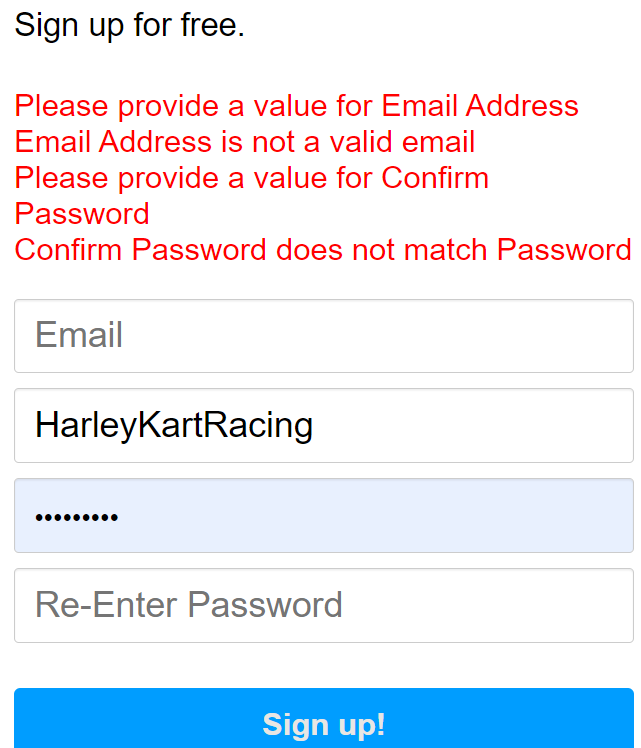 Sign up for free.
Please provide a value for Email Address
Email Address is not a valid email
Please provide a value for Confirm
Password
Confirm Password does not match Password
Email
HarleyKartRacing
•••••••••
Re-Enter Password
Sign up!